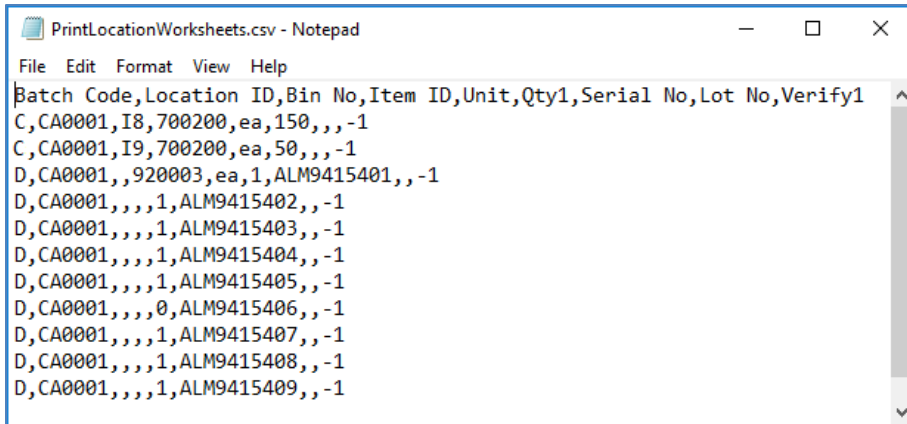 PrintLocationWorksheets.csv - Notepad
File Edit Format View Help
Batch Code,Location ID,Bin No,Item ID,Unit,Qty1,Serial No,Lot No,Verify1
C,CA0001,I8,700200,ea,150,,,-1
C,CA0001,I9,700200,ea,50,,,-1
D,CA0001,,920003,ea,1,ALM9415401,,-1
D,CA0001,,,,1,ALM9415402,,-1
D,CA0001,,,,1,ALM9415403,,-1
D,CA0001,,,,1,ALM9415404,,-1
D,CA0001,,,,1,ALM9415405,,-1
D,CA0001,,,,0,ALM9415406,,-1
D,CA0001,,,,1,ALM9415407,,-1
D,CA0001,,,,1,ALM9415408,,-1
D,CA0001,,,,1,ALM9415409,,-1